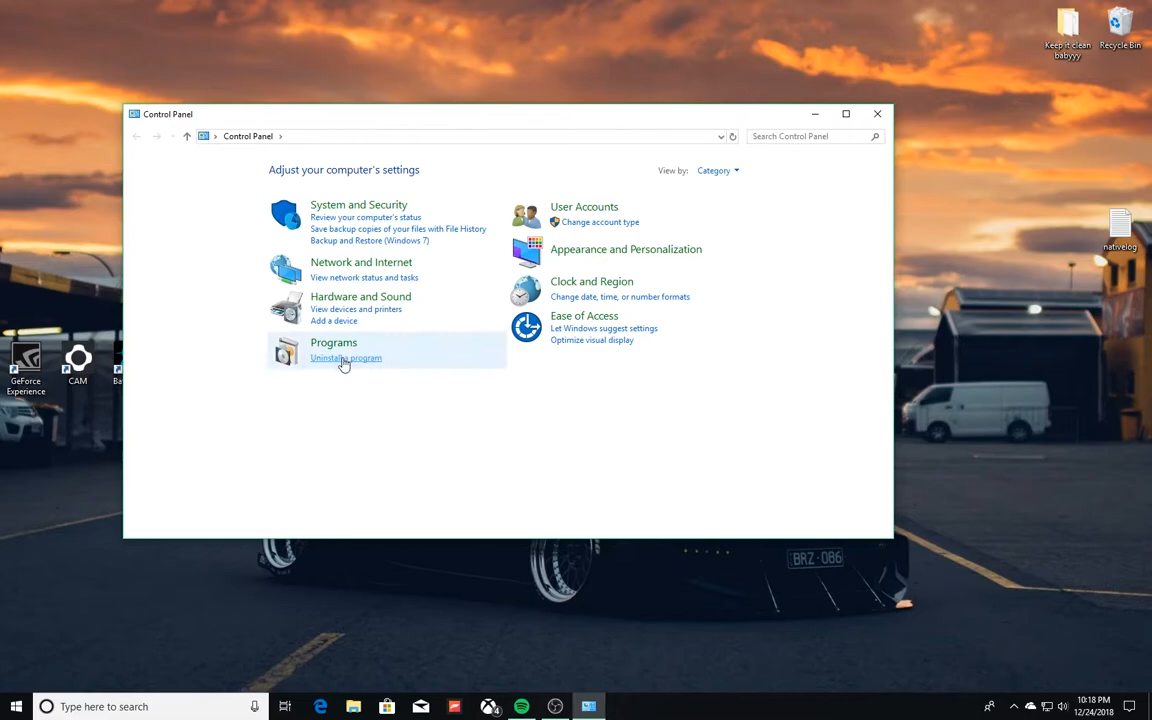 Keep it clean
babyyy
Recycle Bin
Control Panel
Control Panel
Search Control Panel
Adjust your computer's settings
View by:
Category
System and Security
Review your computer's status
Save backup copies of your files with File History
Backup and Restore (Windows 7)
Network and Internet
View network status and tasks
Hardware and Sound
View devices and printers
Add a device
Programs
Uninstall a program
User Accounts
Change account type
Appearance and Personalization
Clock and Region
Change date, time, or number formats
Ease of Access
Let Windows suggest settings
Optimize visual display
nativelog
GeForce
Experience
CAM
BRZ-086
Type here to search
4
10:18 PM
12/24/2018